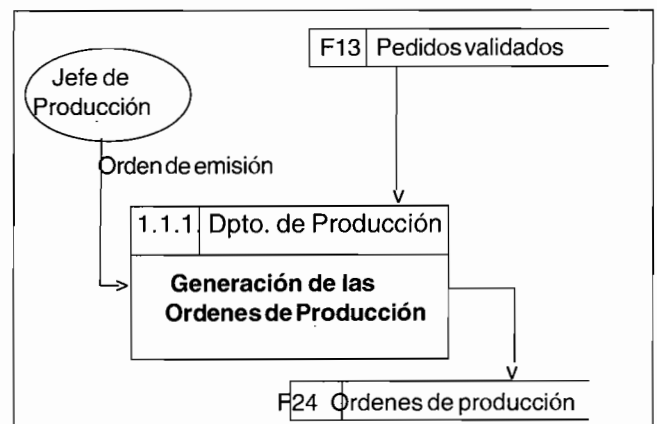 F13 Pedidos validados
Jefe de
Producción
Orden de emisión
1.1.1. Dpto. de Producción
Generación de las
Ordenes de Producción
F24 Ordenes de producción